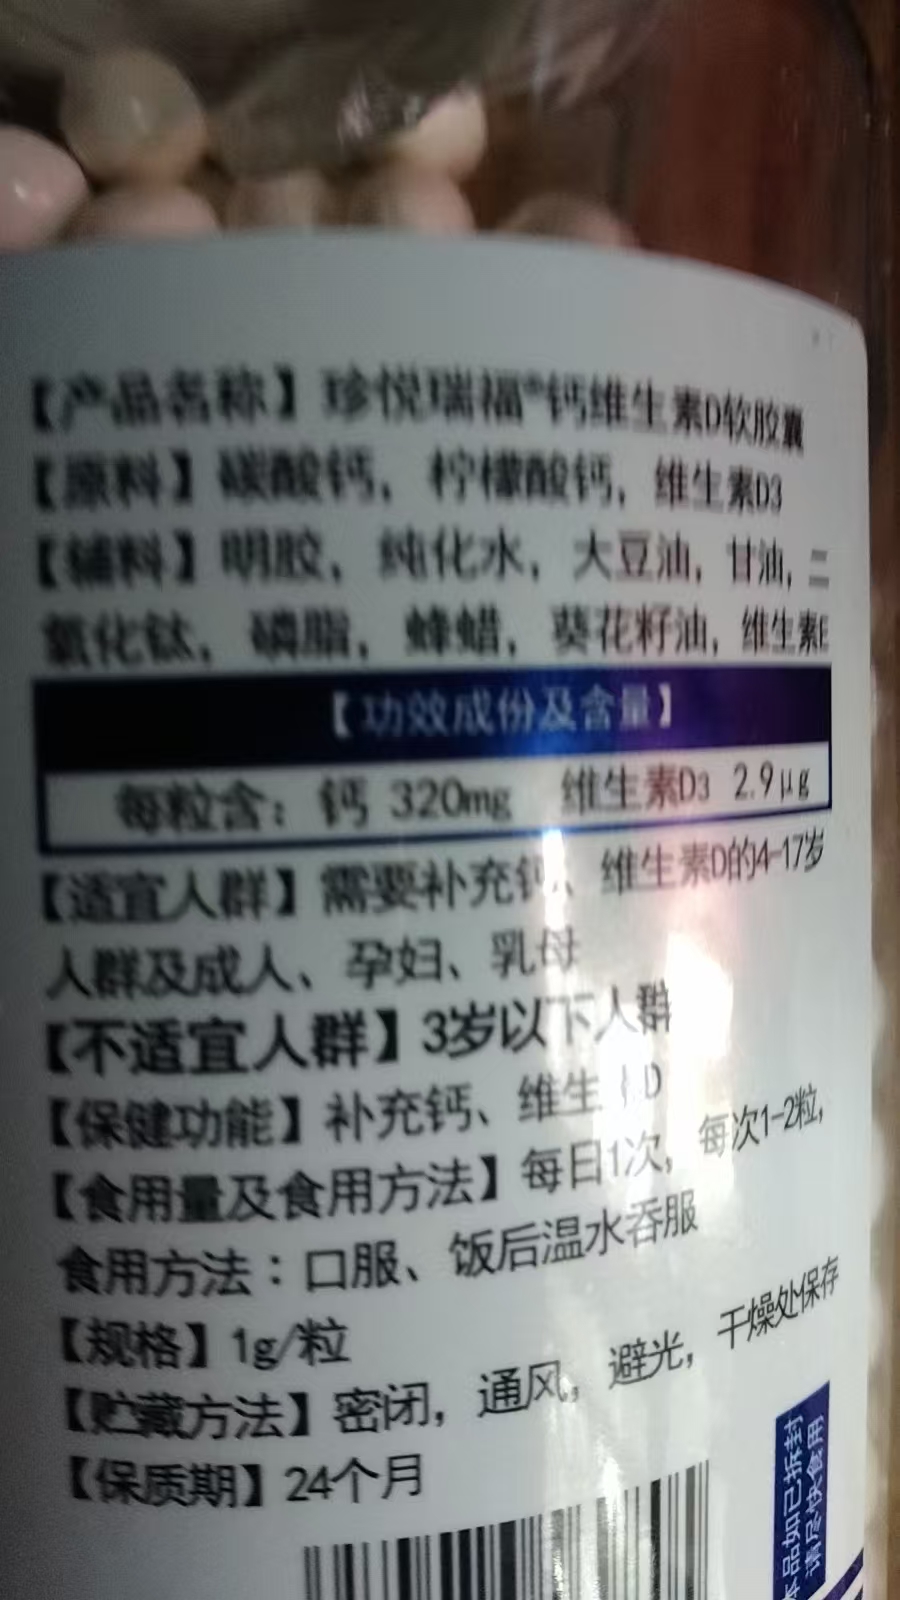 【产品名称】珍悦瑞福®钙维生素D软胶囊
【原料】碳酸钙，柠檬酸钙，维生素D3
【辅料】明胶，纯化水，大豆油，甘油，二
氧化钛，磷脂，蜂蜡，葵花籽油，维生素E
【功效成份及含量】
每粒含：钙 320mg 维生素D3 2.9μg
【适宜人群】需要补充钙、维生素D的4-17岁
人群及成人、孕妇、乳母
【不适宜人群】3岁以下人群
【保健功能】补充钙、维生素D
【食用量及食用方法】每日1次，每次1-2粒，
食用方法：口服、饭后温水吞服
【规格】1g/粒
【贮藏方法】密闭，通风，避光，干燥处保存
【保质期】24个月
本品如已拆封
请尽快食用